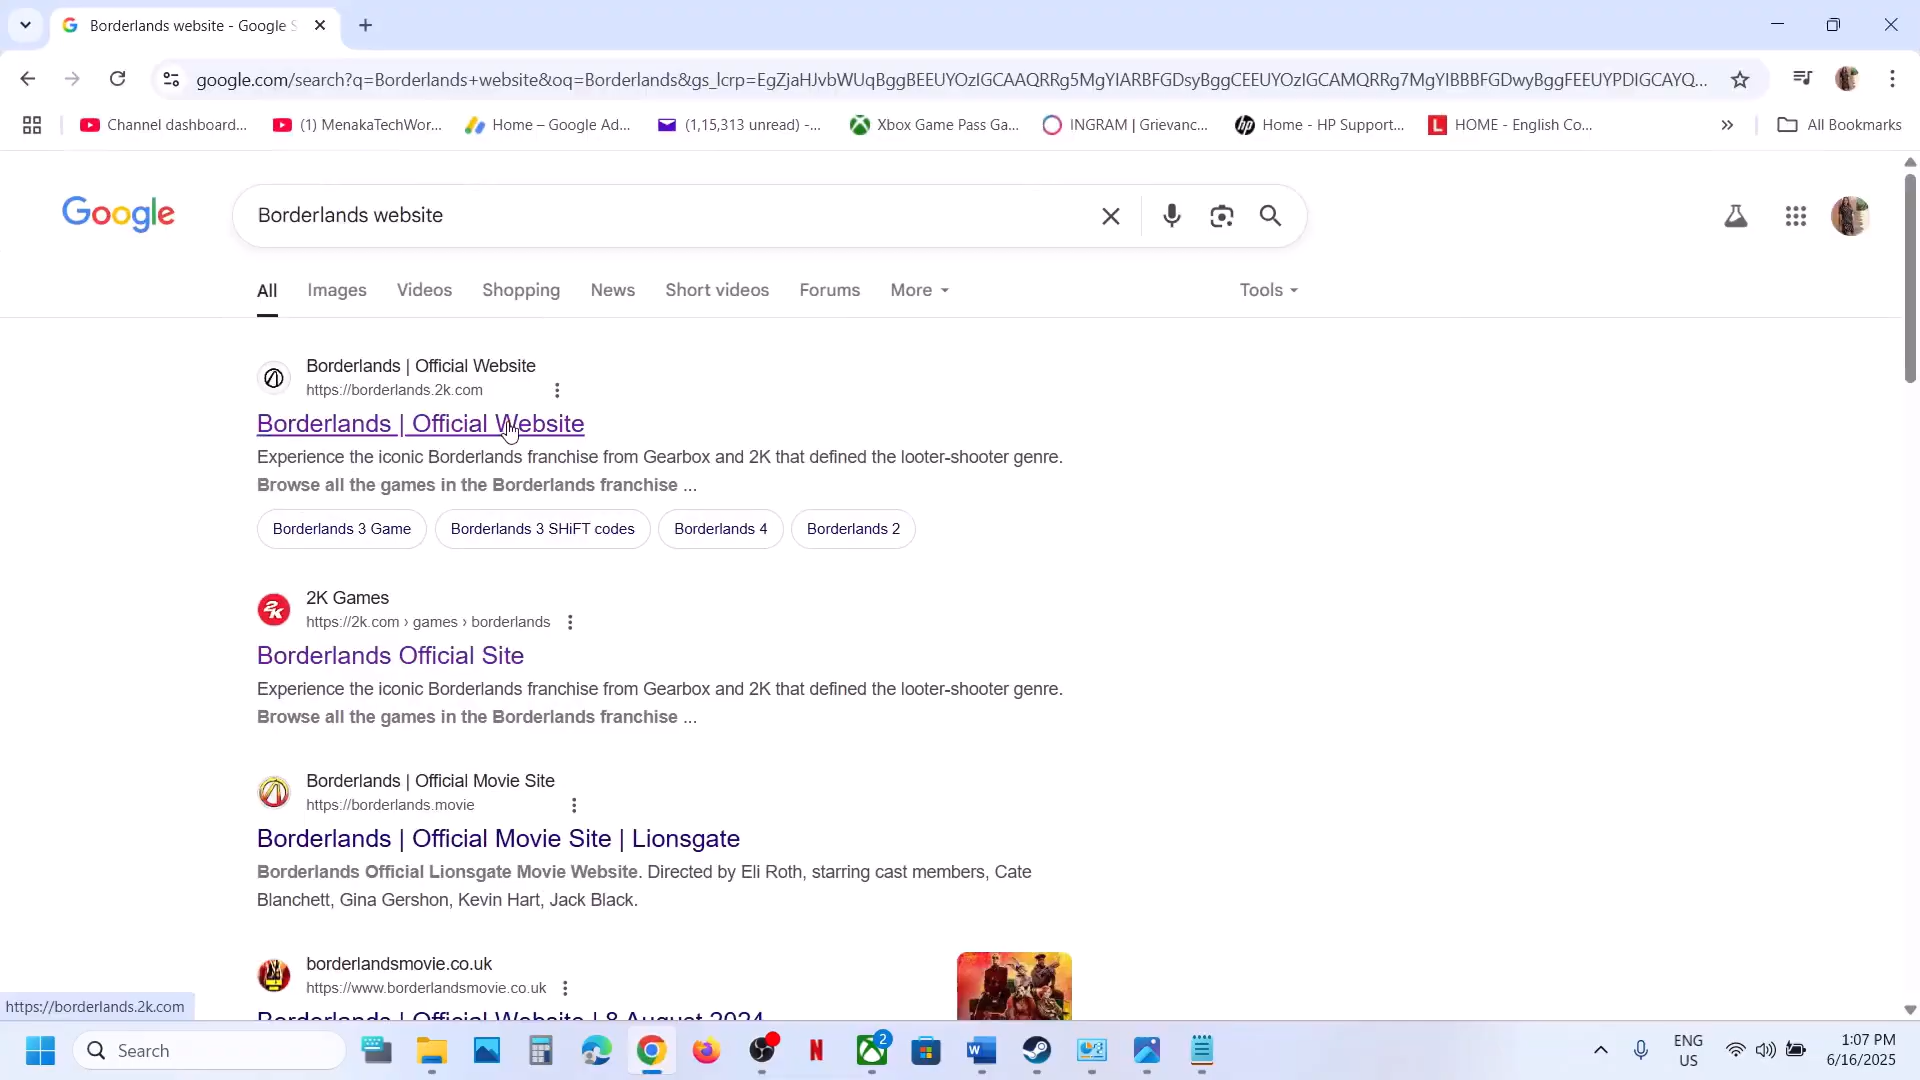 Borderlands website - Google S
google.com/search?q=Borderlands+website&oq=Borderlands&gs_lcrp=EgZjaHJvbWUqBggBEEUYOzIGCAAQRRg5MgYIARBFGDsyBggCEEUYOzIGCAMQRRg7MgYIBBBFGDwyBggFEEUYPDIGCAYQ...
Channel dashboard...
(1) MenakaTechWor...
Home – Google Ad...
(1,15,313 unread) -...
Xbox Game Pass Ga...
INGRAM | Grievanc...
Home - HP Support...
HOME - English Co...
All Bookmarks
Google
Borderlands website
All
Images
Videos
Shopping
News
Short videos
Forums
More
Tools
Borderlands | Official Website
https://borderlands.2k.com
Borderlands | Official Website
Experience the iconic Borderlands franchise from Gearbox and 2K that defined the looter-shooter genre.
Browse all the games in the Borderlands franchise ...
Borderlands 3 Game
Borderlands 3 SHiFT codes
Borderlands 4
Borderlands 2
2K Games
https://2k.com › games › borderlands
Borderlands Official Site
Experience the iconic Borderlands franchise from Gearbox and 2K that defined the looter-shooter genre.
Browse all the games in the Borderlands franchise ...
Borderlands | Official Movie Site
https://borderlands.movie
Borderlands | Official Movie Site | Lionsgate
Borderlands Official Lionsgate Movie Website. Directed by Eli Roth, starring cast members, Cate
Blanchett, Gina Gershon, Kevin Hart, Jack Black.
borderlandsmovie.co.uk
https://www.borderlandsmovie.co.uk
Borderlands | Official Website | 8 August 2024
https://borderlands.2k.com
Search
2
ENG
US
1:07 PM
6/16/2025